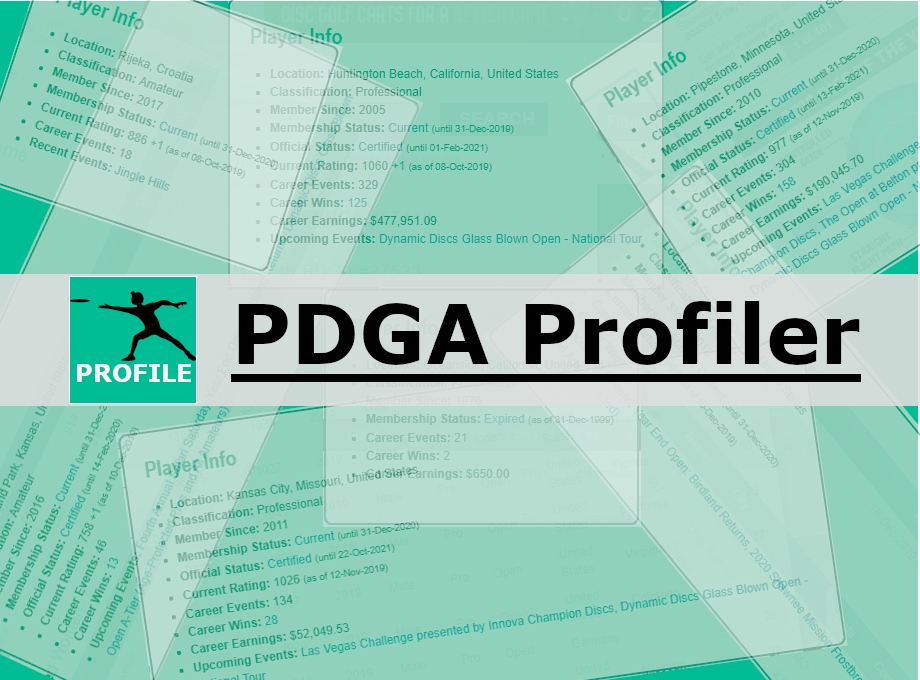 DISC GOLF CARTS FOR A
Player Info
Location: Rijeka, Croatia
Classification: Amateur
Member Since: 2017
Membership Status: Current (until 31-Dec-2020)
Current Rating: 886 +1 (as of 08-Oct-2019)
Career Events: 18
Recent Events: Jingle Hills
Player Info
Location: Huntington Beach, California, United States
Classification: Professional
Member Since: 2005
SEARCH
Membership Status: Current (until 31-Dec-2019)
Official Status: Certified (until 01-Feb-2021)
Current Rating: 1060 +1 (as of 08-Oct-2019)
Career Events: 329
Career Wins: 125
Career Earnings: $477,951.09
Upcoming Events: Dynamic Discs Glass Blown Open - National Tour
Player Info
Location: Pipestone, Minnesota, United
Classification: Professional
Member Since: 2010
Membership Status: Current (until 31-Dec-2020)
Official Status: Certified (until 13-Feb-2021)
Current Rating: 977 (as of 12-Nov-2019)
Career Events: 304
Career Wins: 158
Career Earnings: $190,045.70
Upcoming Events: Las Vegas Challenge
Champion Discs, The Open at Belton
Discs Glass Blown Open -
PROFILE
PDGA Profiler
Membership Status: Expired (as of 31-Dec-1999)
Career Events: 21
Career Wins: 2
Career Earnings: $650.00
Park, Kansas,
Amateur
Member Since: 2016
Membership Status: Current (until 31-Dec-
Official Status: Certified (until 14-Feb-2020)
Current Rating: 758 +1 (as of 10-
Career Events: 46
Career Wins: 13
Upcoming Events:
Open A-Tier
End Open, Birdland Returns, 2020 Shawnee Mission Frostbre
Player Info
Location: Kansas City, Missouri, United States
Classification: Professional
Member Since: 2011
Membership Status: Current (until 31-Dec-2020)
Official Status: Certified (until 22-Oct-2021)
Current Rating: 1026 (as of 12-Nov-2019)
Career Events: 134
Career Wins: 28
Career Earnings: $52,049.53
Upcoming Events: Las Vegas Challenge presented by Innova Champion Discs, Dynamic Discs Glass Blown Open -
National Tour